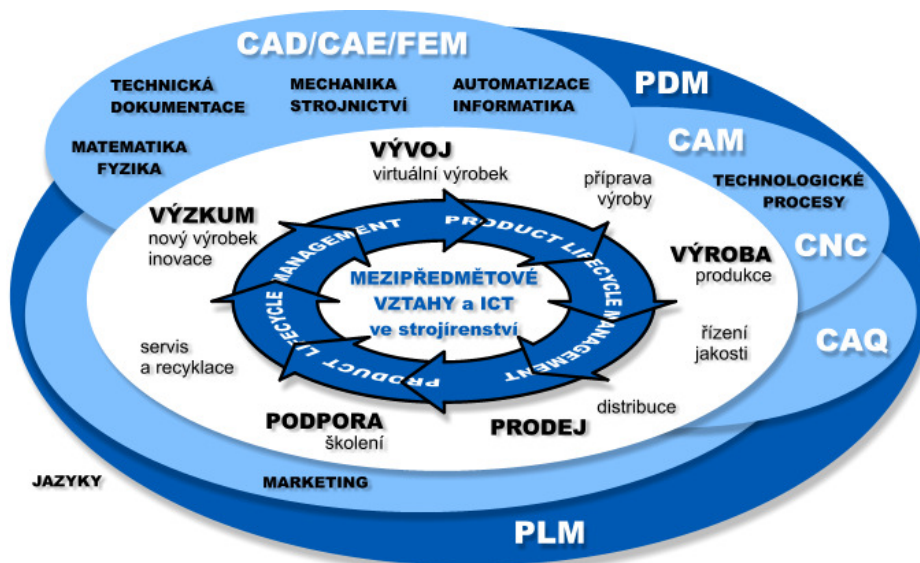 CAD/CAE/FEM
PDM
TECHNICKÁ
DOKUMENTACE
MECHANIKA
STROJNICTVÍ
AUTOMATIZACE
INFORMATIKA
MATEMATIKA
FYZIKA
CAM
TECHNOLOGICKÉ
PROCESY
CNC
CAQ
VÝVOJ
virtuální výrobek
příprava
výroby
VÝZKUM
nový výrobek
inovace
VÝROBA
produkce
PRODUCT LIFECYCLE MANAGEMENT
PRODUCT LIFECYCLE MANAGEMENT
MEZIPŘEDMĚTOVÉ
VZTAHY a ICT
ve strojírenství
servis
a recyklace
řízení
jakosti
PODPORA
školení
PRODEJ
distribuce
JAZYKY
MARKETING
PLM